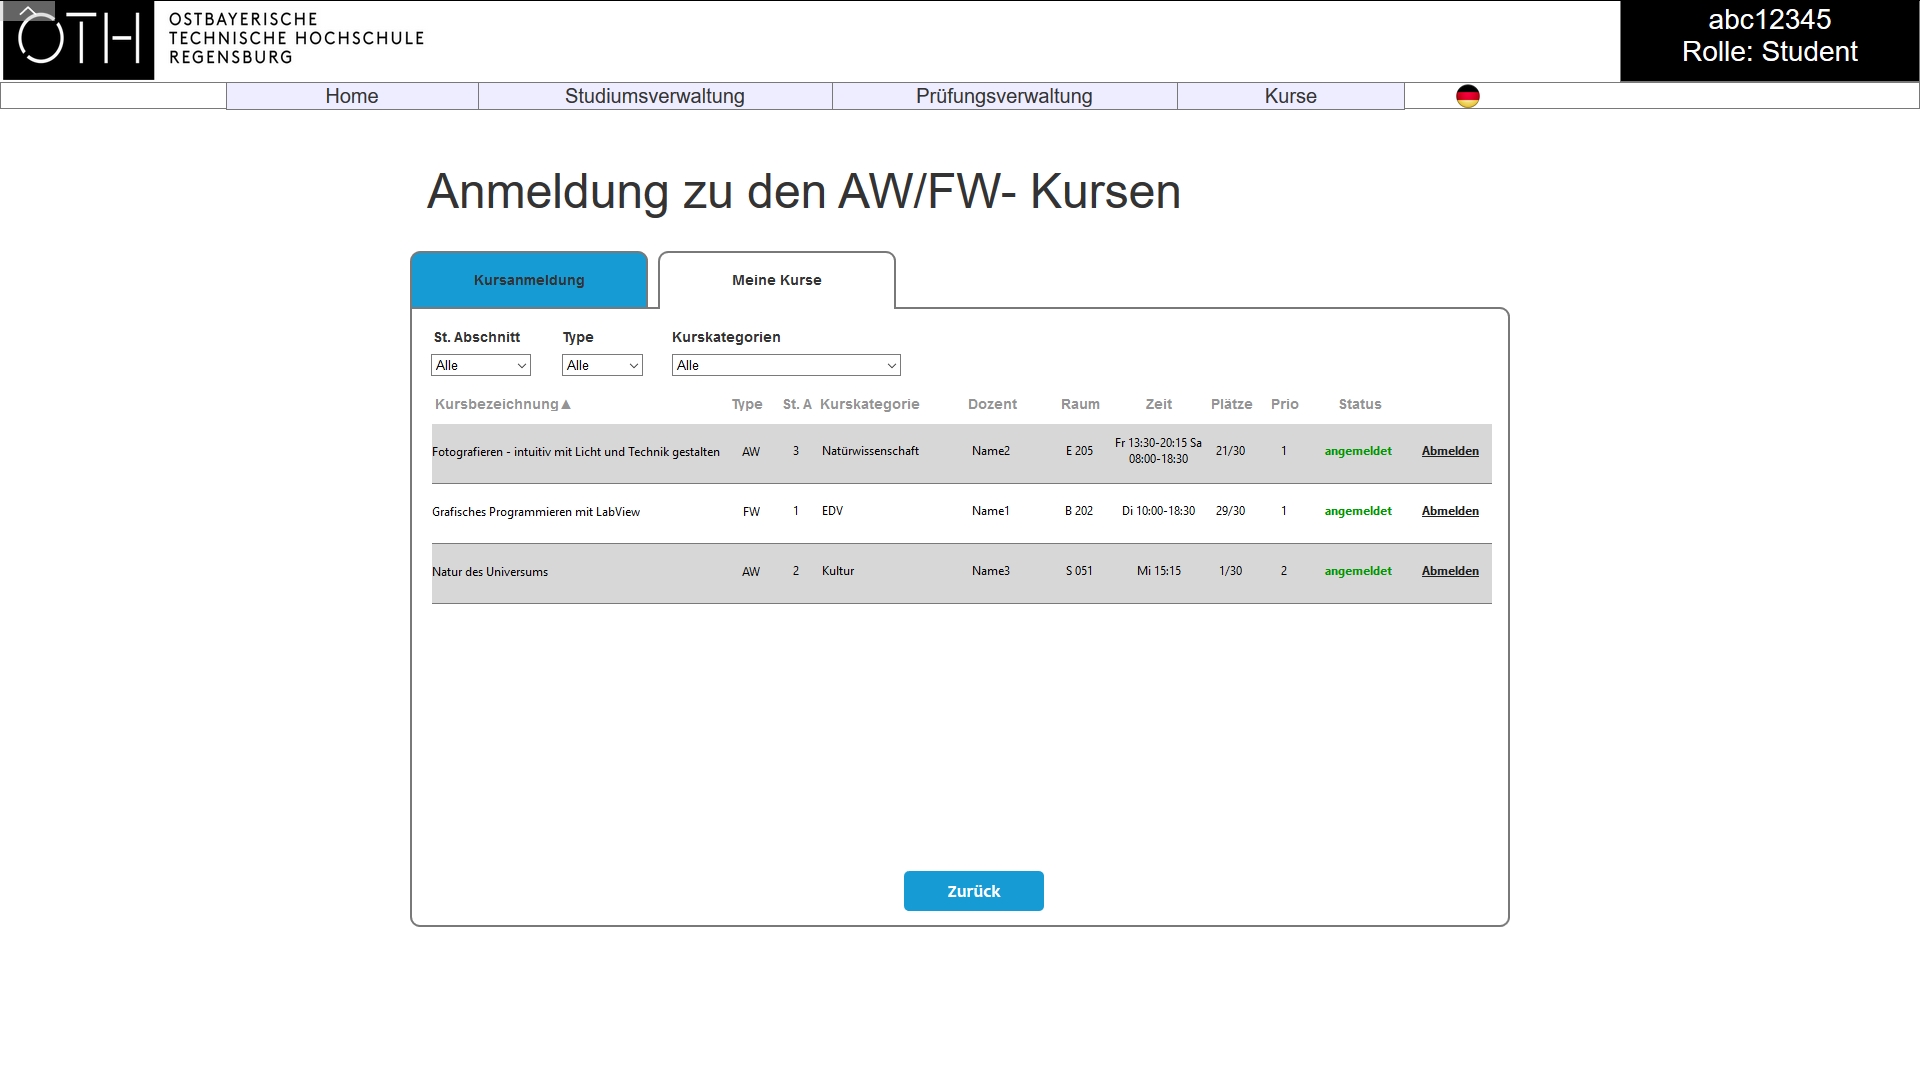 OTH
OSTBAYERISCHE
TECHNISCHE HOCHSCHULE
REGENSBURG
abc12345
Rolle: Student
Home Studiumsverwaltung Prüfungsverwaltung Kurse
Anmeldung zu den AW/FW- Kursen
Kursanmeldung Meine Kurse
St. Abschnitt Type Kurskategorien
Alle Alle Alle
Kursbezeichnung▲ Type St. A Kurskategorie Dozent Raum Zeit Plätze Prio Status
Fotografieren - intuitiv mit Licht und Technik gestalten AW 3 Natürwissenschaft Name2 E 205 Fr 13:30-20:15 Sa 08:00-18:30 21/30 1 angemeldet Abmelden
Grafisches Programmieren mit LabView FW 1 EDV Name1 B 202 Di 10:00-18:30 29/30 1 angemeldet Abmelden
Natur des Universums AW 2 Kultur Name3 S 051 Mi 15:15 1/30 2 angemeldet Abmelden
Zurück